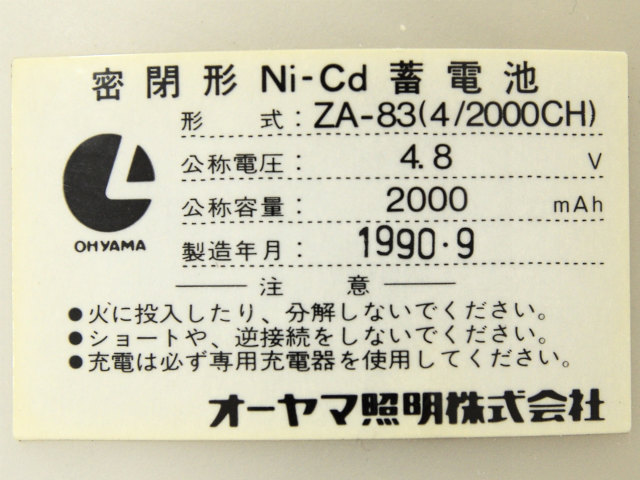 密閉形 Ni-Cd 蓄電池
形 式: ZA-83(4/2000CH)
公称電圧: 4.8 V
公称容量: 2000 mAh
製造年月: 1990・9
OHYAMA
注 意
●火に投入したり、分解しないでください。
●ショートや、逆接続をしないでください。
●充電は必ず専用充電器を使用してください。
オーヤマ照明株式会社